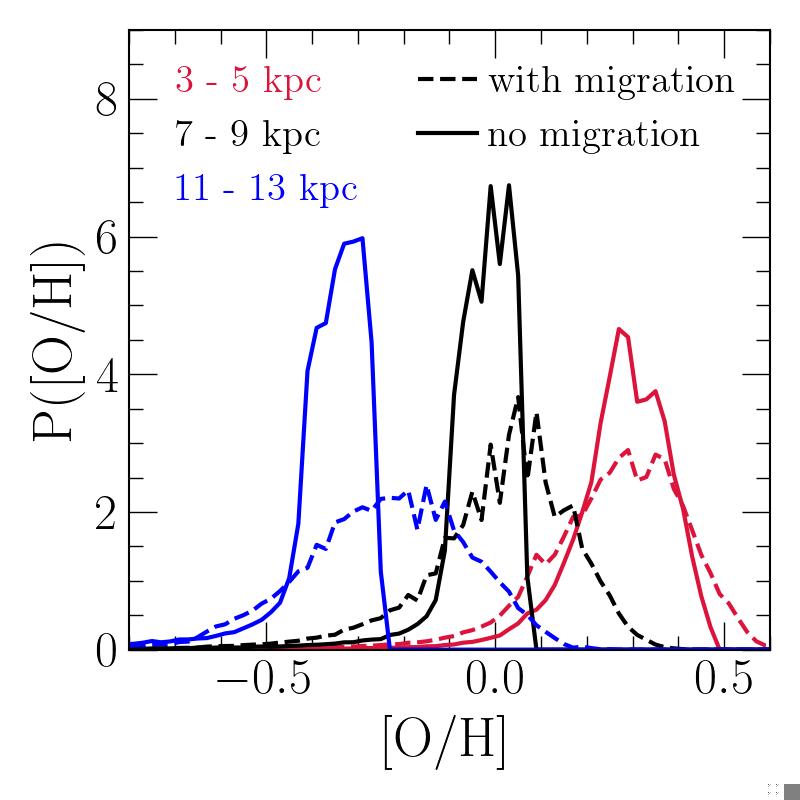 3 - 5 kpc
7 - 9 kpc
11 - 13 kpc
with migration
no migration
P([O/H])
8
6
4
2
0
−0.5 0.0 0.5
[O/H]